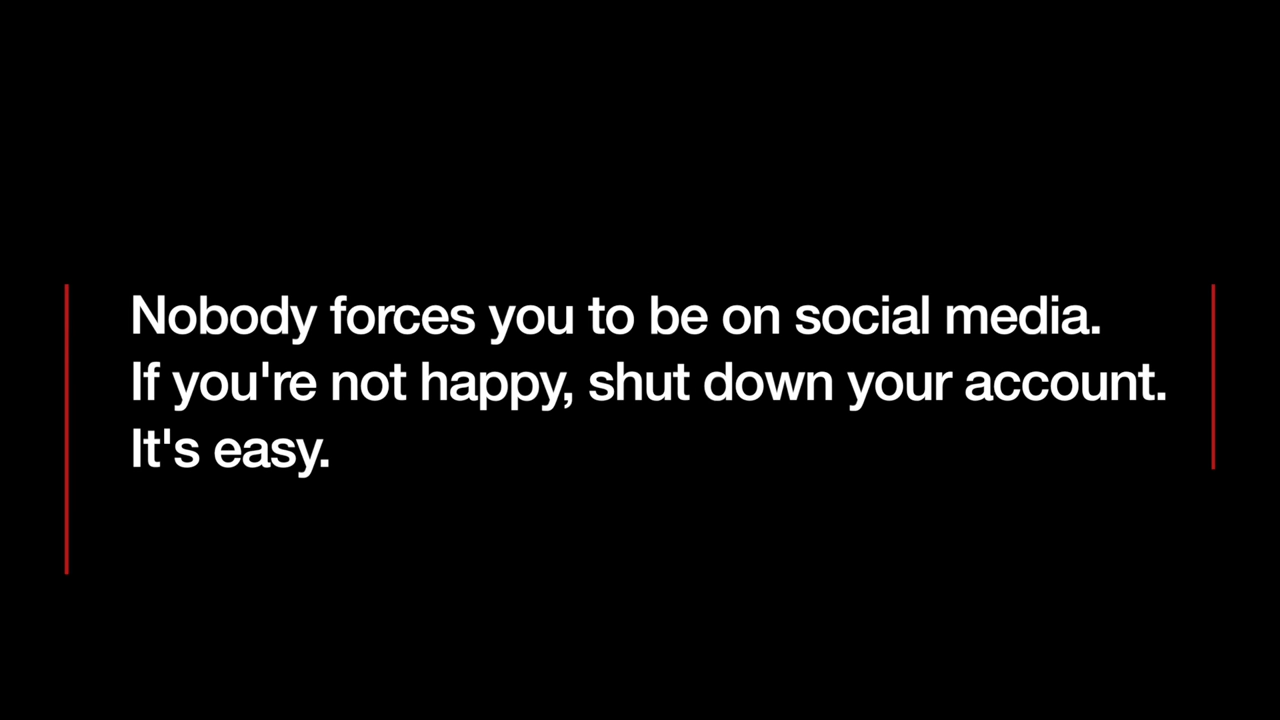 Nobody forces you to be on social media.
If you're not happy, shut down your account.
It's easy.